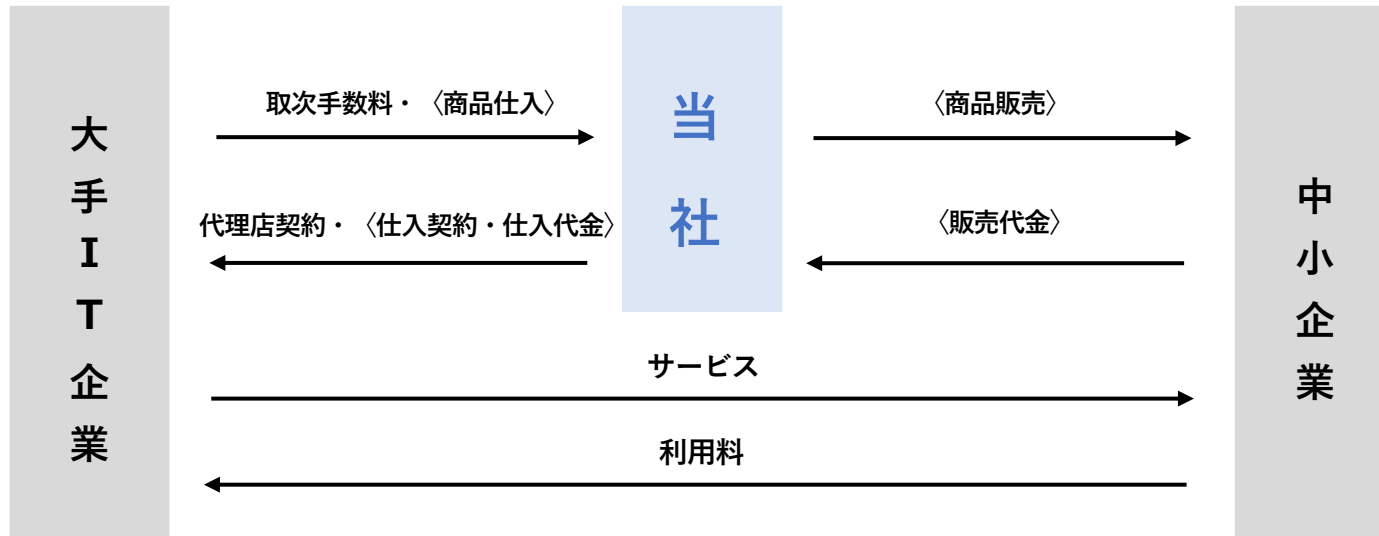 大手ＩＴ企業
取次手数料・〈商品仕入〉
代理店契約・〈仕入契約・仕入代金〉
当社
〈商品販売〉
〈販売代金〉
サービス
利用料
中小企業